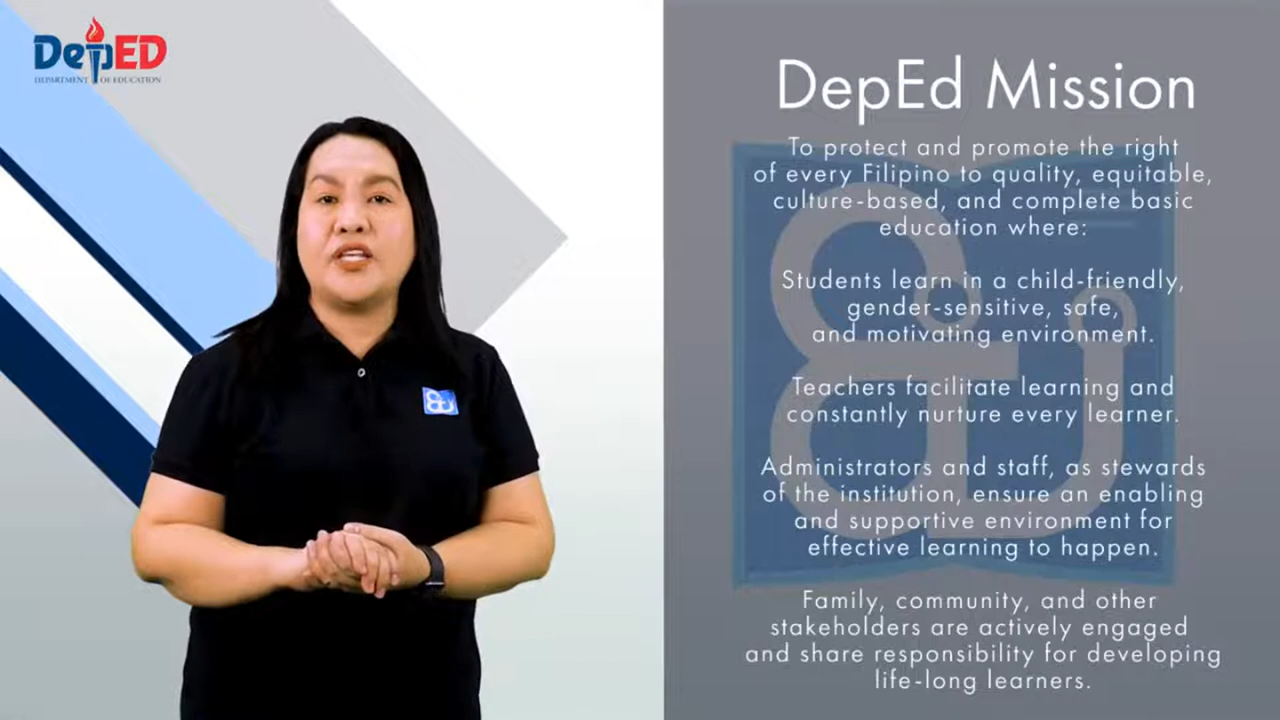 DepED
DEPARTMENT OF EDUCATION
DepEd Mission
To protect and promote the right
of every Filipino to quality, equitable,
culture-based, and complete basic
education where:
Students learn in a child-friendly,
gender-sensitive, safe,
and motivating environment.
Teachers facilitate learning and
constantly nurture every learner.
Administrators and staff, as stewards
of the institution, ensure an enabling
and supportive environment for
effective learning to happen.
Family, community, and other
stakeholders are actively engaged
and share responsibility for developing
life-long learners.